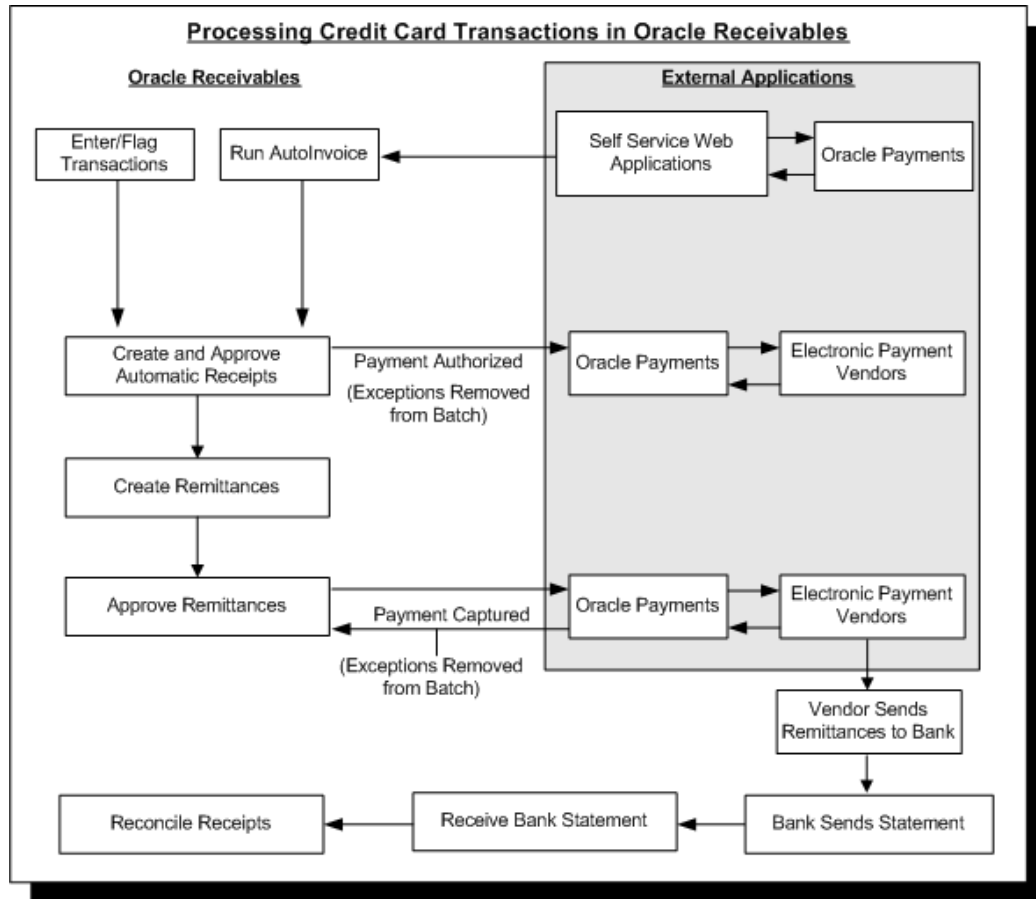 Processing Credit Card Transactions in Oracle Receivables
Oracle Receivables
External Applications
Enter/Flag
Transactions
Run AutoInvoice
Self Service Web
Applications
Oracle Payments
Create and Approve
Automatic Receipts
Payment Authorized
(Exceptions Removed
from Batch)
Oracle Payments
Electronic Payment
Vendors
Create Remittances
Approve Remittances
Payment Captured
(Exceptions Removed
from Batch)
Oracle Payments
Electronic Payment
Vendors
Vendor Sends
Remittances to Bank
Reconcile Receipts
Receive Bank Statement
Bank Sends Statement